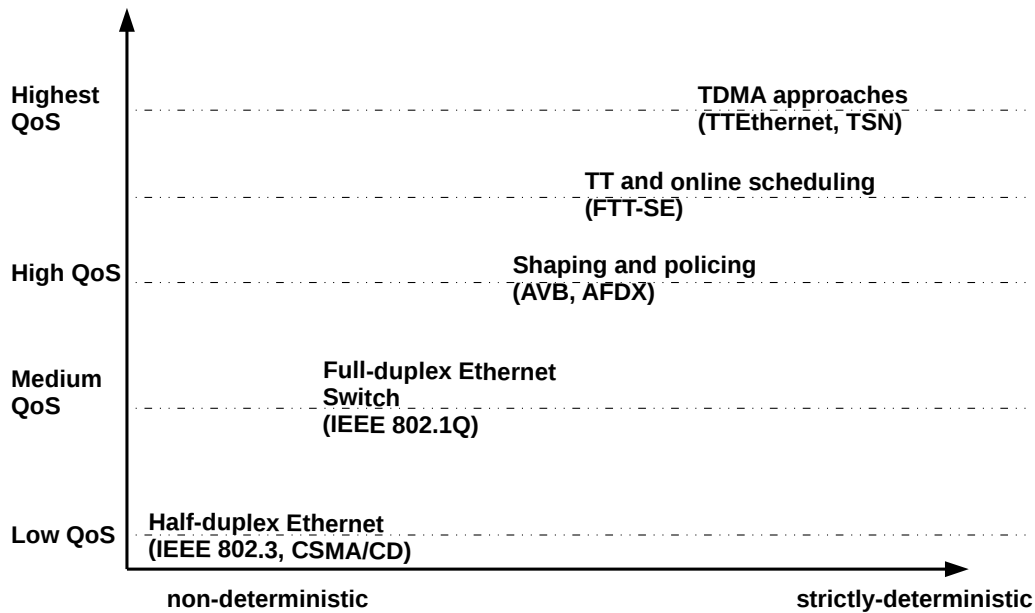 Highest
QoS
TDMA approaches
(TTEthernet, TSN)
TT and online scheduling
(FTT-SE)
High QoS
Shaping and policing
(AVB, AFDX)
Medium
QoS
Full-duplex Ethernet
Switch
(IEEE 802.1Q)
Low QoS
Half-duplex Ethernet
(IEEE 802.3, CSMA/CD)
non-deterministic
strictly-deterministic